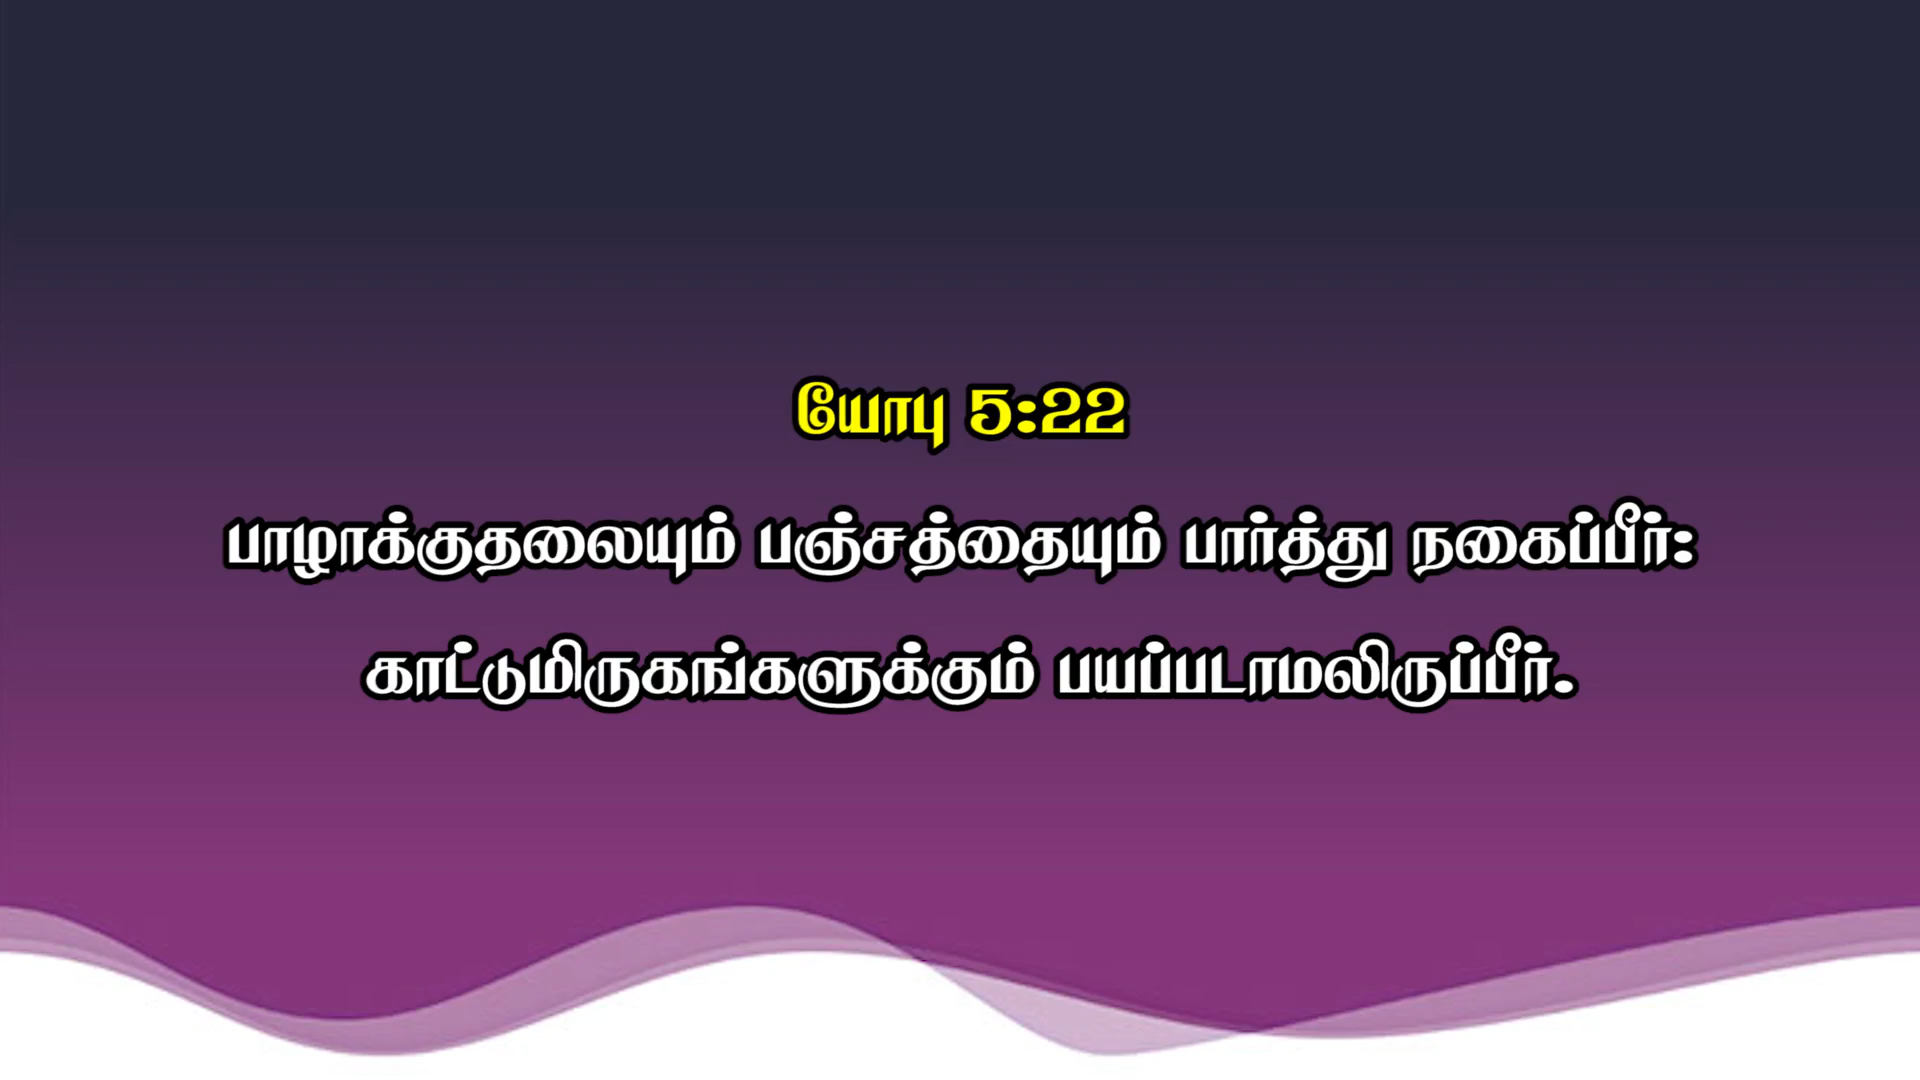 யோபு 5:22
பாழாக்குதலையும் பஞ்சத்தையும் பார்த்து நகைப்பீர்:
காட்டுமிருகங்களுக்கும் பயப்படாமலிருப்பீர்.